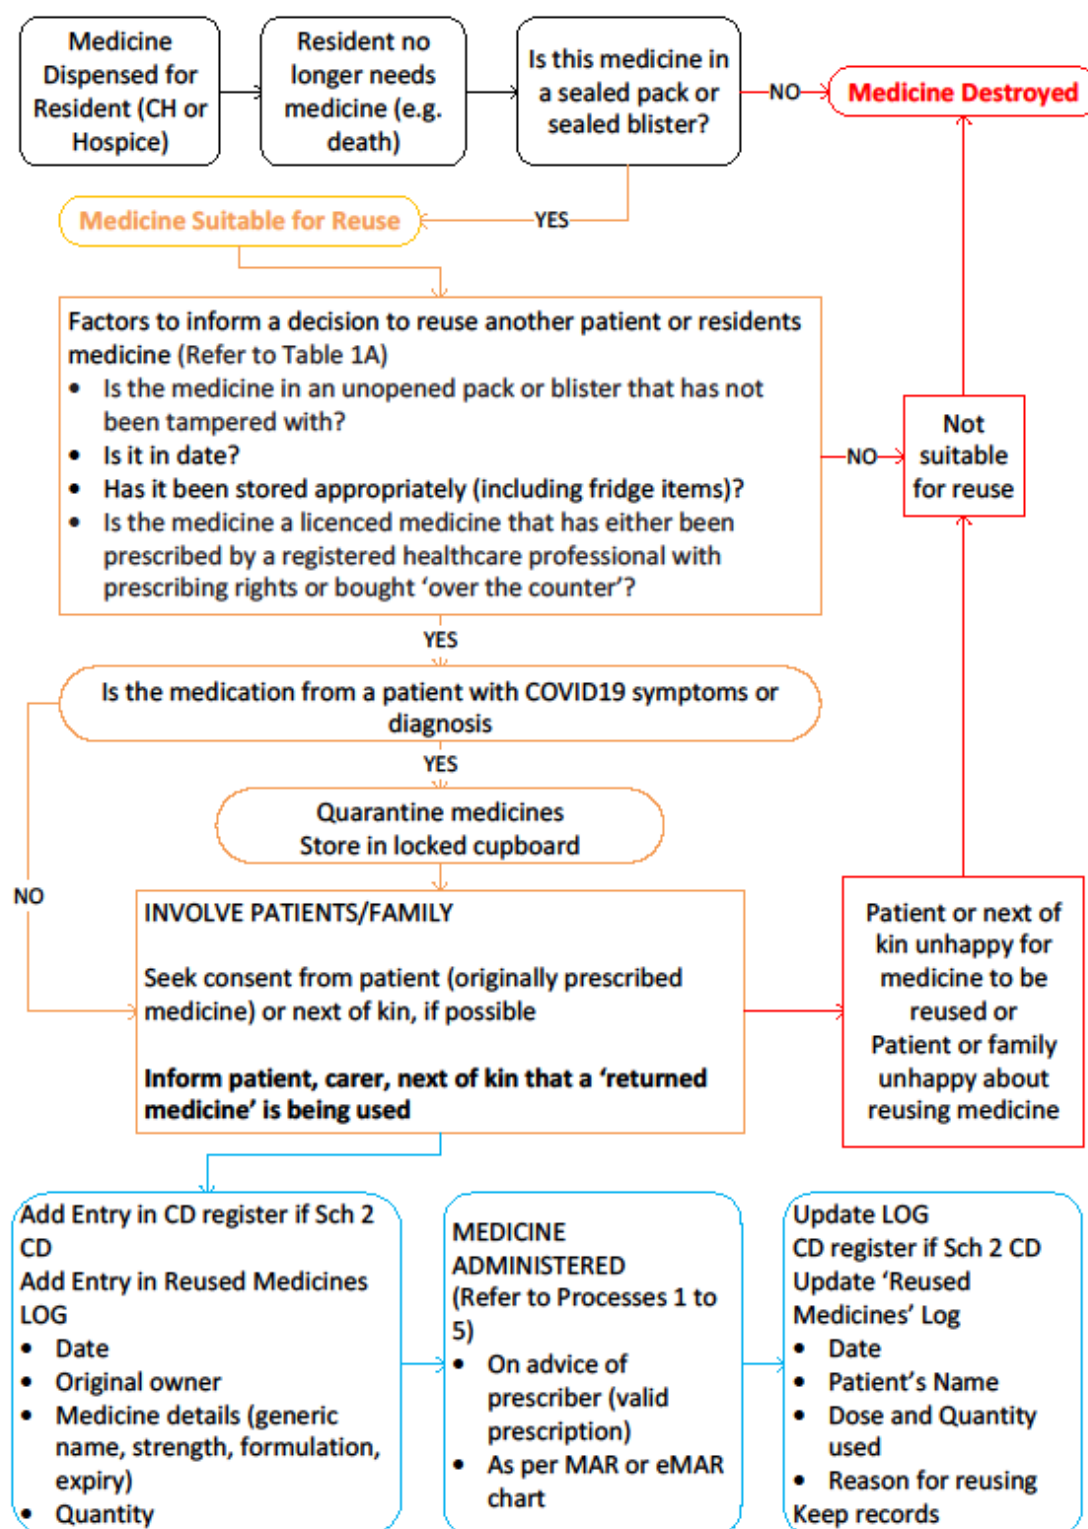 Medicine
Dispensed for
Resident (CH or
Hospice)
Resident no
longer needs
medicine (e.g.
death)
Is this medicine in
a sealed pack or
sealed blister?
NO
Medicine Destroyed
YES
Medicine Suitable for Reuse
Factors to inform a decision to reuse another patient or residents
medicine (Refer to Table 1A)
• Is the medicine in an unopened pack or blister that has not
been tampered with?
• Is it in date?
• Has it been stored appropriately (including fridge items)?
• Is the medicine a licenced medicine that has either been
prescribed by a registered healthcare professional with
prescribing rights or bought ‘over the counter’?
NO
Not
suitable
for reuse
YES
Is the medication from a patient with COVID19 symptoms or
diagnosis
YES
Quarantine medicines
Store in locked cupboard
NO
INVOLVE PATIENTS/FAMILY
Seek consent from patient (originally prescribed
medicine) or next of kin, if possible
Inform patient, carer, next of kin that a ‘returned
medicine’ is being used
Patient or next of
kin unhappy for
medicine to be
reused or
Patient or family
unhappy about
reusing medicine
Add Entry in CD register if Sch 2
CD
Add Entry in Reused Medicines
LOG
• Date
• Original owner
• Medicine details (generic
name, strength, formulation,
expiry)
• Quantity
MEDICINE
ADMINISTERED
(Refer to Processes 1 to
5)
• On advice of
prescriber (valid
prescription)
• As per MAR or eMAR
chart
Update LOG
CD register if Sch 2 CD
Update ‘Reused
Medicines’ Log
• Date
• Patient’s Name
• Dose and Quantity
used
• Reason for reusing
Keep records